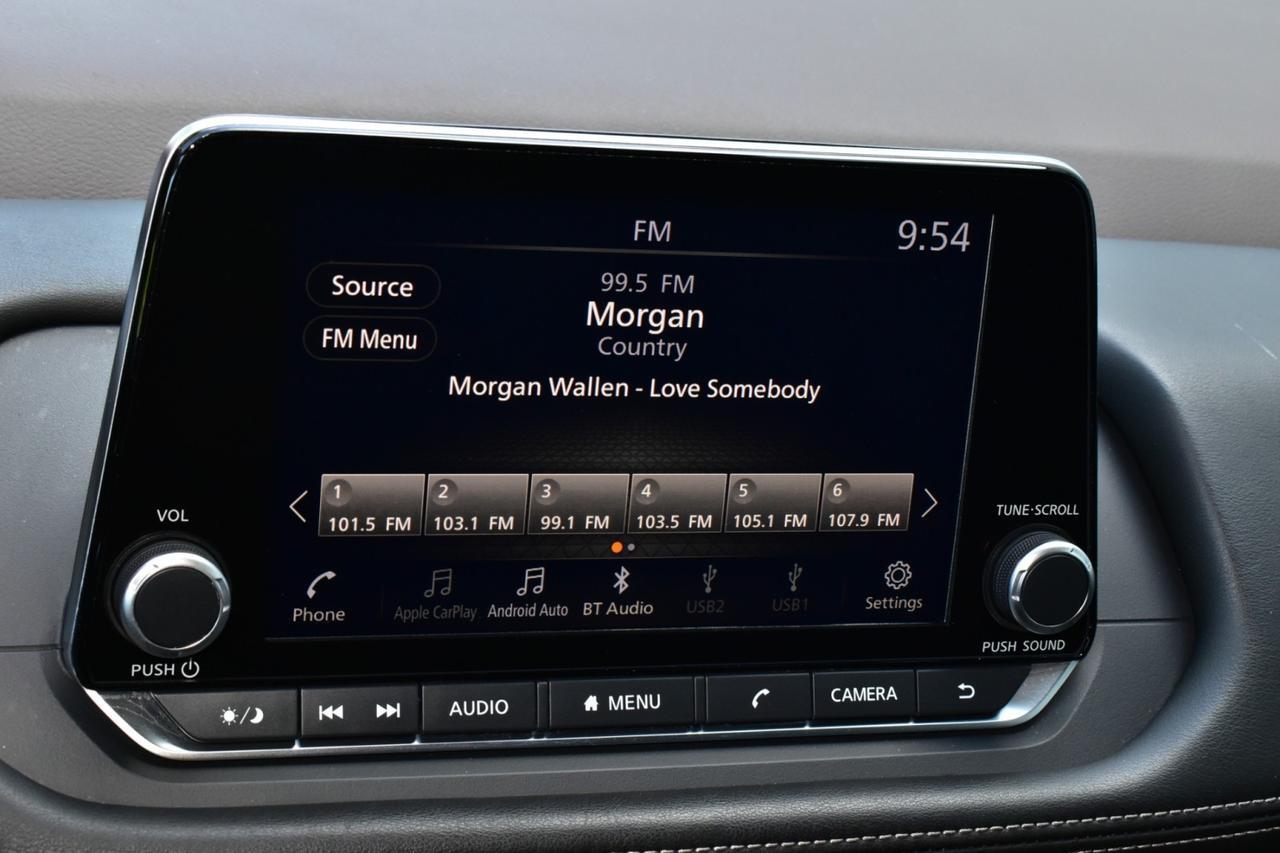 FM
9:54
Source
99.5 FM
Morgan
FM Menu
Country
Morgan Wallen - Love Somebody
1 2 3 4 5 6
101.5 FM 103.1 FM 99.1 FM 103.5 FM 105.1 FM 107.9 FM
VOL
TUNE·SCROLL
Phone Apple CarPlay Android Auto BT Audio USB2 USB1 Settings
PUSH
PUSH SOUND
AUDIO MENU CAMERA